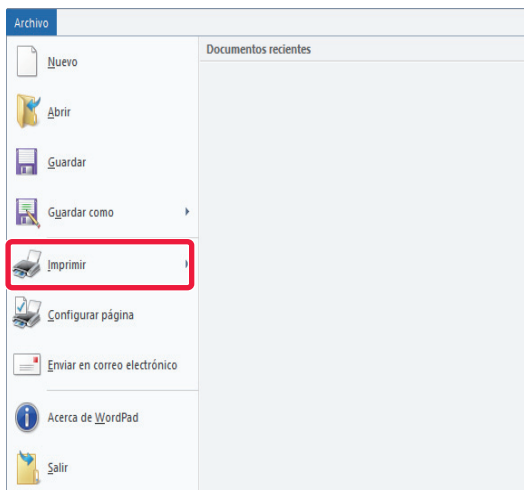 Archivo
Documentos recientes
Nuevo
Abrir
Guardar
Guardar como
Imprimir
Configurar página
Enviar en correo electrónico
Acerca de WordPad
Salir